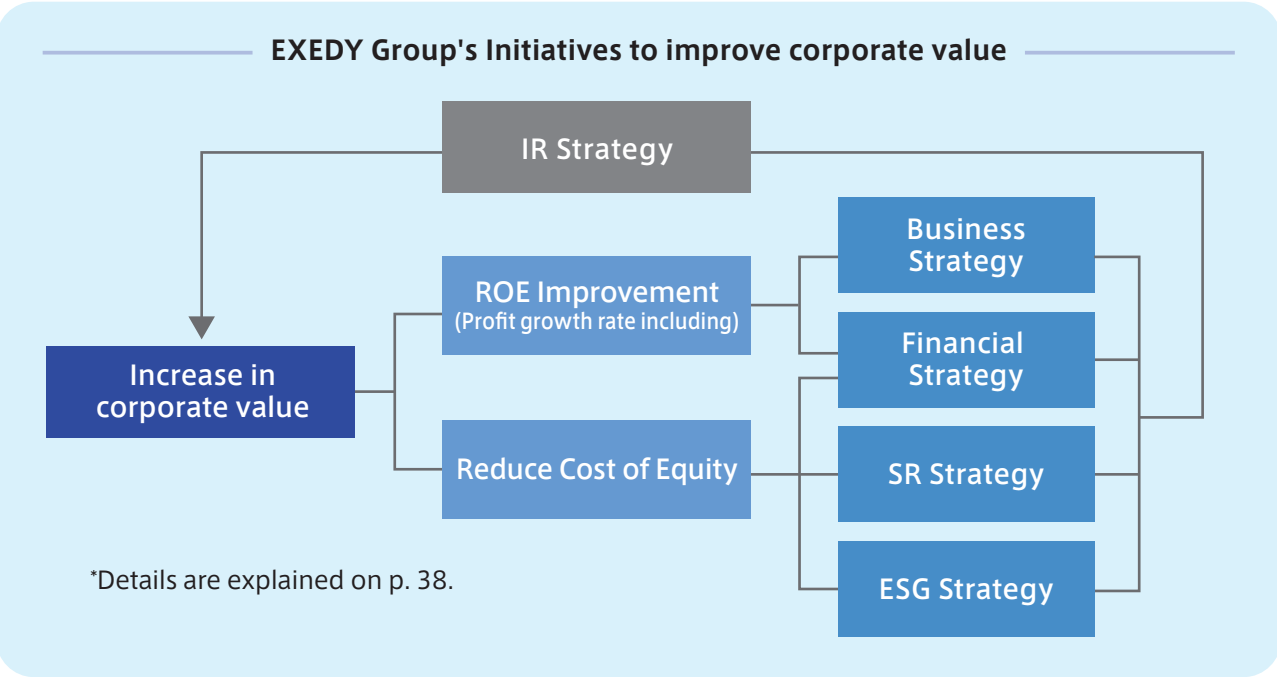 EXEDY Group's Initiatives to improve corporate value
IR Strategy
Business
Strategy
ROE Improvement
(Profit growth rate including)
Financial
Strategy
Increase in
corporate value
Reduce Cost of Equity
SR Strategy
ESG Strategy
*Details are explained on p. 38.